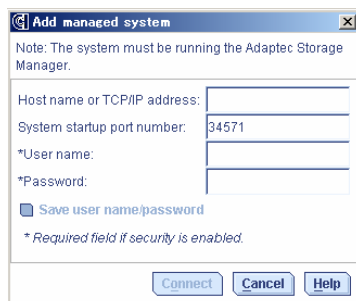 Add managed system
Note: The system must be running the Adaptec Storage
Manager.
Host name or TCP/IP address:
System startup port number: 34571
*User name:
*Password:
Save user name/password
* Required field if security is enabled.
Connect Cancel Help